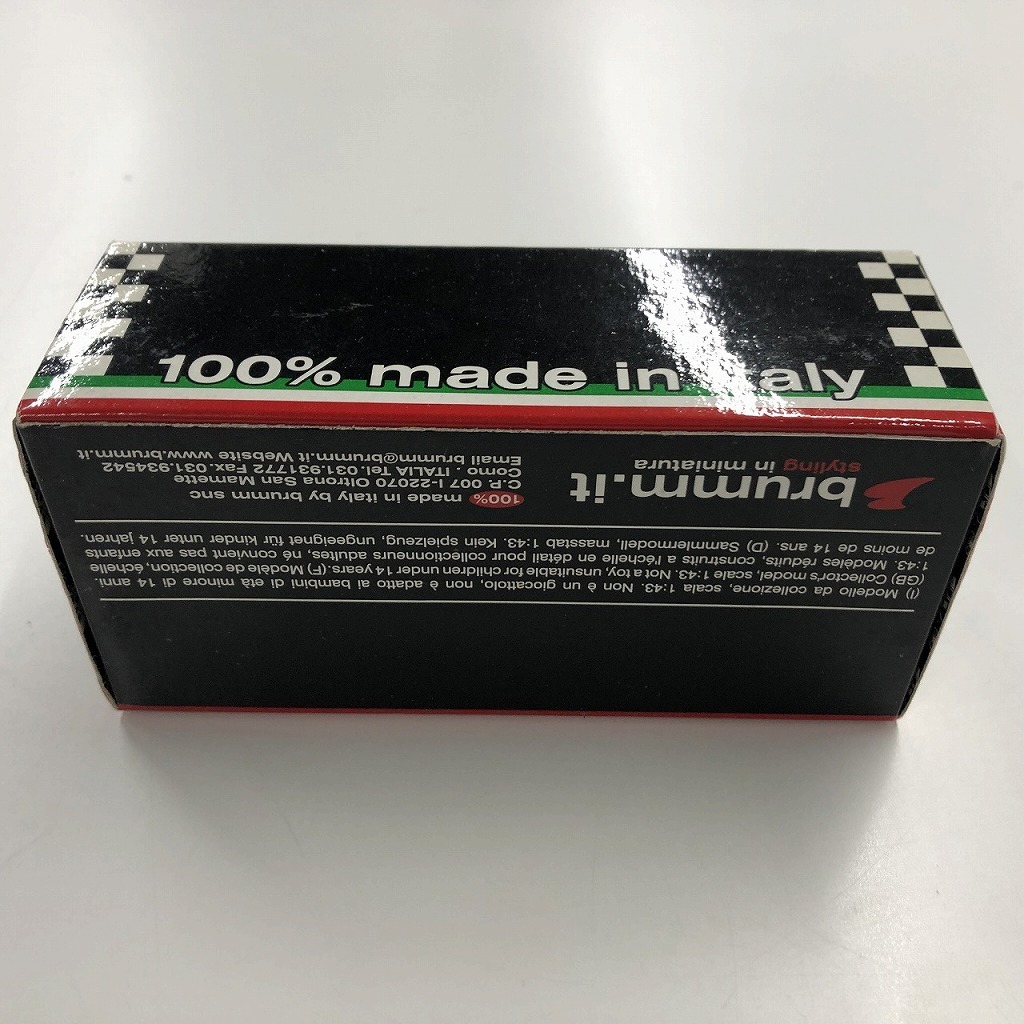 100% made in italy
brumm.it
styling in miniatura
100% made in italy by brumm snc
C.P. 007 I-22070 Oltrona San Mamette
Como . ITALIA Tel.031.931772 Fax.031.934542
Email brumm@brumm.it Website www.brumm.it
(I) Modello da collezione, scala 1:43. Non è un giocattolo, non è adatto ai bambini di età di minore di 14 anni.
(GB) Collector's model, scale 1:43. Not a toy, unsuitable for children under 14 years.(F) Modéle de collection, échelle
1:43. Modéles réduits, construits a l'échelle en détail pour collectionneurs adultes, né convient pas aux enfants
de moins de 14 ans. (D) Sammlermodell, masstab 1:43. Kein spielzeug, ungeeignet für kinder unter 14 jahren.